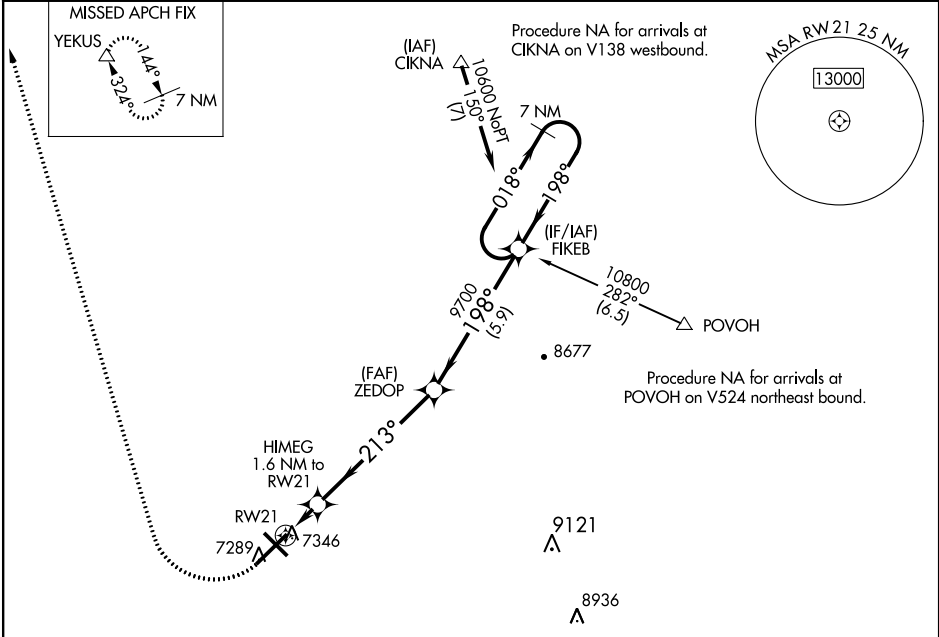 MISSED APCH FIX
YEKUS
144°
324°
7 NM
(IAF)
CIKNA
10600 NoPT
150°
(7)
Procedure NA for arrivals at
CIKNA on V138 westbound.
MSA RW 21 25 NM
13000
7 NM
018°
198°
(IF/IAF)
FIKEB
10800
282°
(6.5)
POVOH
9700
198°
(5.9)
8677
Procedure NA for arrivals at
POVOH on V524 northeast bound.
(FAF)
ZEDOP
213°
HIMEG
1.6 NM to
RW21
RW21
7289
7346
9121
8936